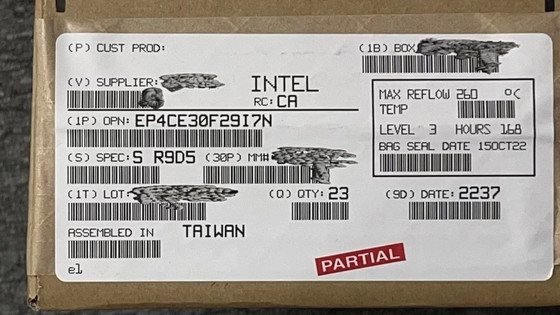 (P) CUST PROD:
(1B) BOX
(V) SUPPLIER:
INTEL
RC: CA
(1P) OPN: EP4CE30F29I7N
(S) SPEC: S R9D5 (30P) MM#
(1T) LOT:
(Q) QTY: 23
(9D) DATE: 2237
ASSEMBLED IN TAIWAN
e1
PARTIAL
MAX REFLOW 260 °C
TEMP
LEVEL 3 HOURS 168
BAG SEAL DATE 15OCT22